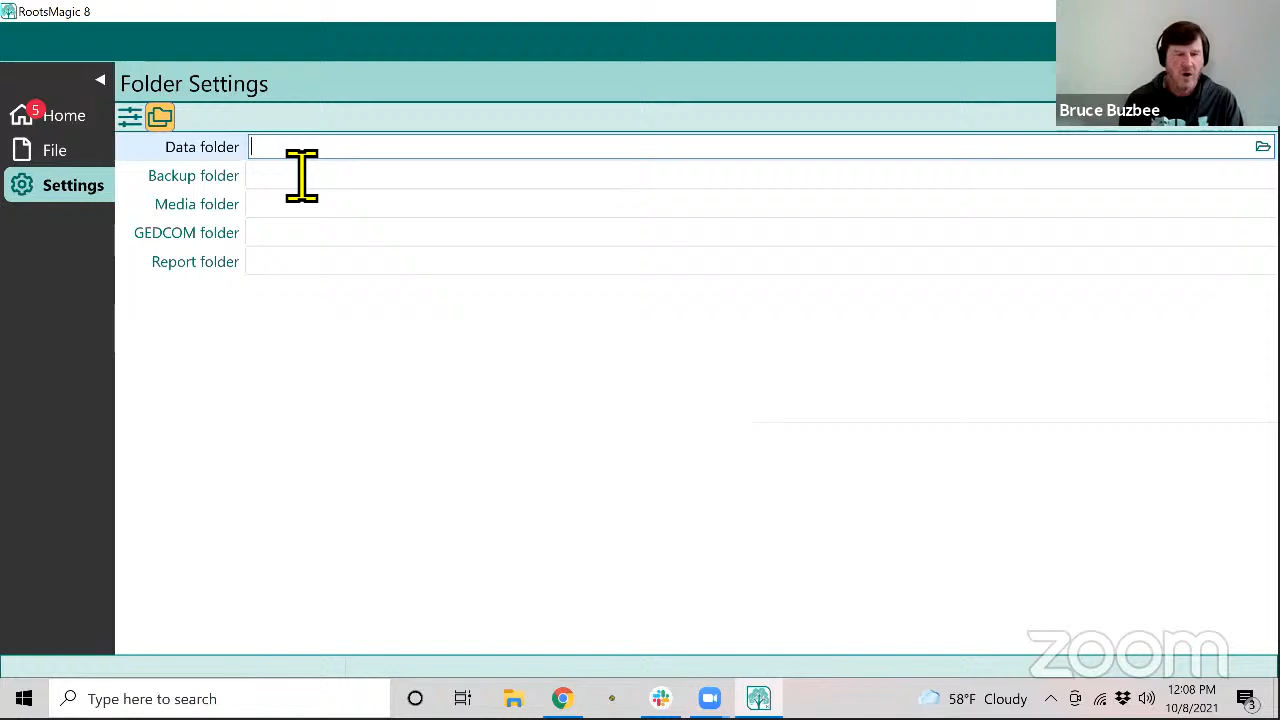 RootsMagic 8
Folder Settings
Bruce Buzbee
5
Home
File
Settings
Data folder
Backup folder
Media folder
GEDCOM folder
Report folder
zoom
Type here to search
58°F Cloudy
12:08 PM
10/8/2021
3